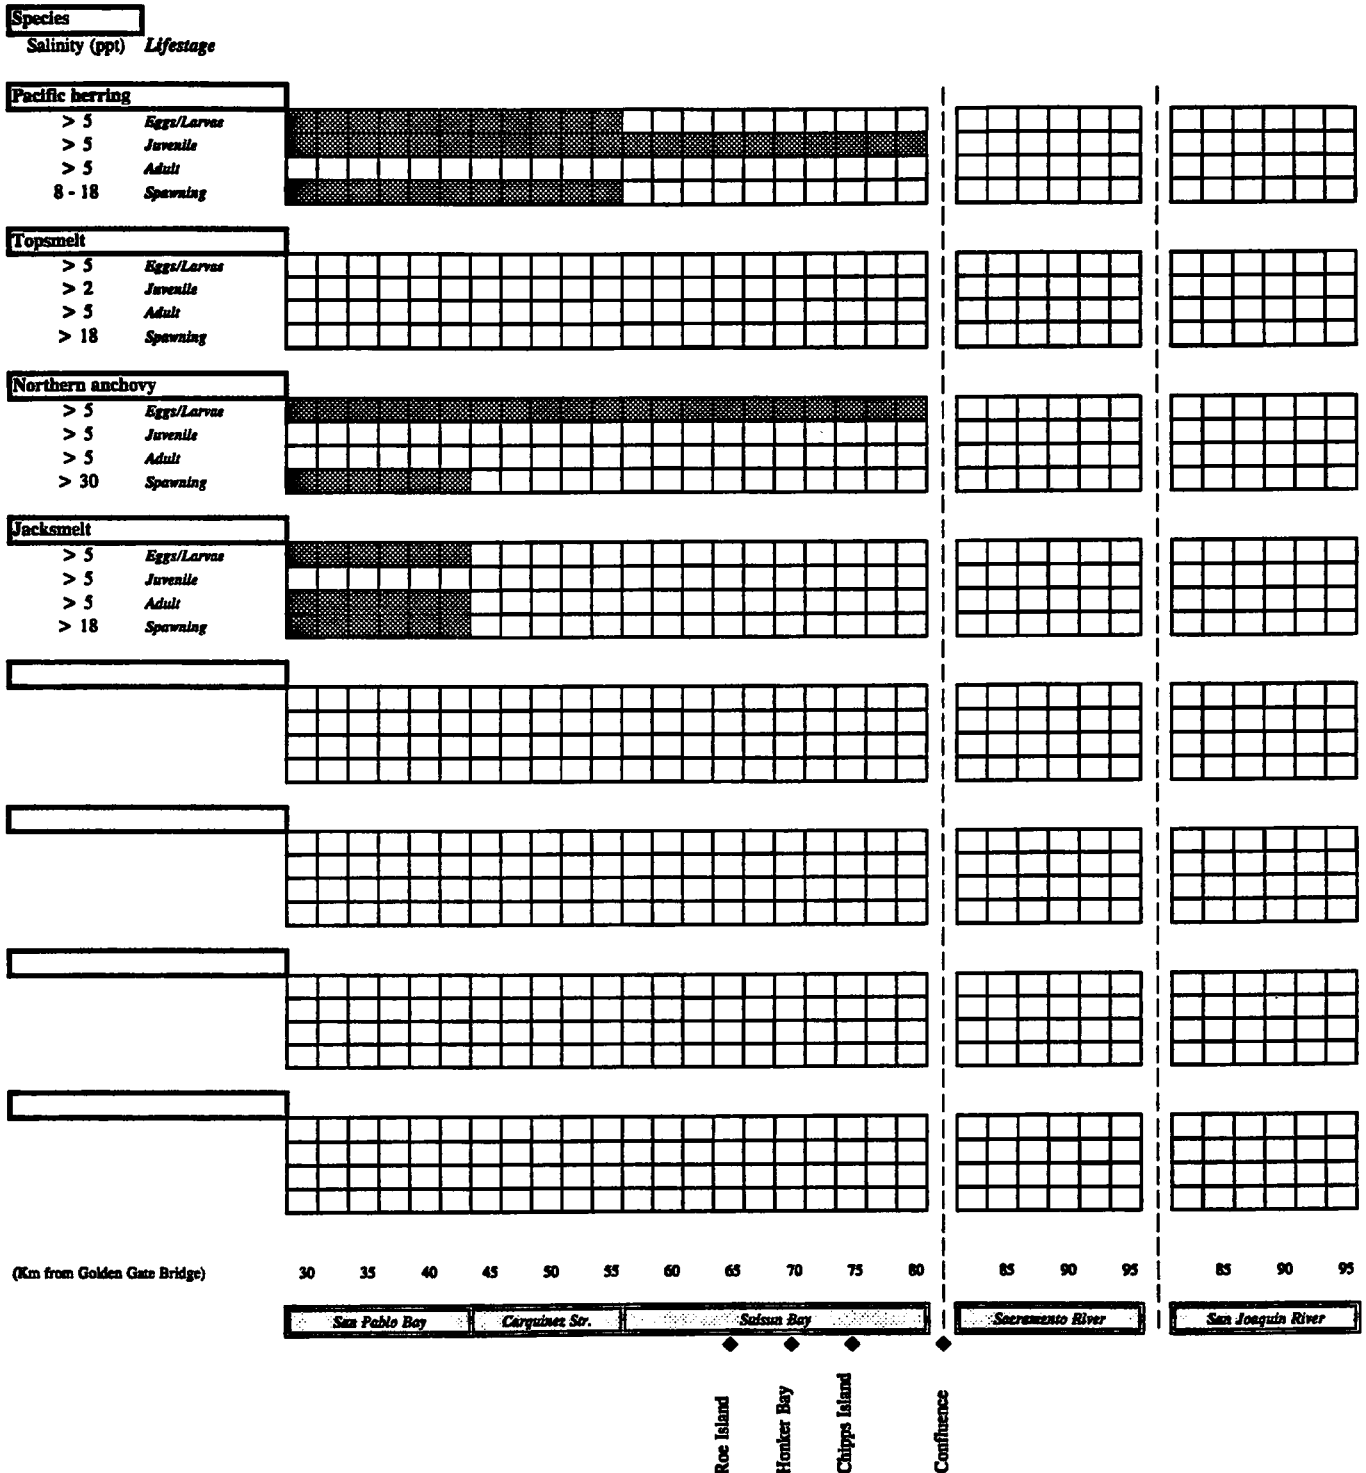 Species
Salinity (ppt) Lifestage
Pacific herring
> 5 Eggs/Larvae
> 5 Juvenile
> 5 Adult
8 - 18 Spawning
Topsmelt
> 5 Eggs/Larvae
> 2 Juvenile
> 5 Adult
> 18 Spawning
Northern anchovy
> 5 Eggs/Larvae
> 5 Juvenile
> 5 Adult
> 30 Spawning
Jacksmelt
> 5 Eggs/Larvae
> 5 Juvenile
> 5 Adult
> 18 Spawning
(Km from Golden Gate Bridge) 30 35 40 45 50 55 60 65 70 75 80 85 90 95 85 90 95
San Pablo Bay Carquinez Str. Suisun Bay Sacramento River San Joaquin River
Roe Island
Honker Bay
Chipps Island
Confluence